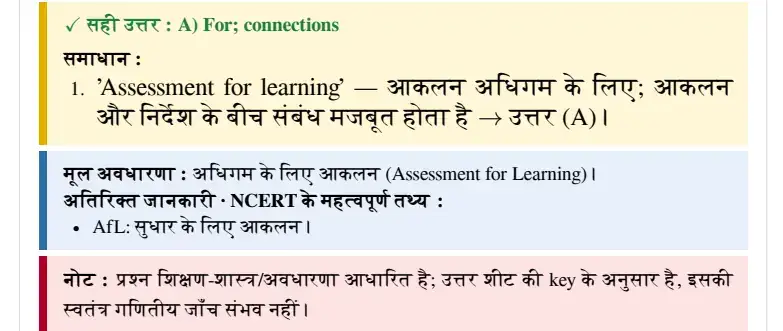 ✓ सही उत्तर : A) For; connections
समाधान :
1. ’Assessment for learning’ — आकलन अधिगम के लिए; आकलन
और निर्देश के बीच संबंध मजबूत होता है → उत्तर (A)।
मूल अवधारणा : अधिगम के लिए आकलन (Assessment for Learning)।
अतिरिक्त जानकारी · NCERT के महत्वपूर्ण तथ्य :
• AfL: सुधार के लिए आकलन।
नोट : प्रश्न शिक्षण-शास्त्र/अवधारणा आधारित है; उत्तर शीट की key के अनुसार है, इसकी
स्वतंत्र गणितीय जाँच संभव नहीं।